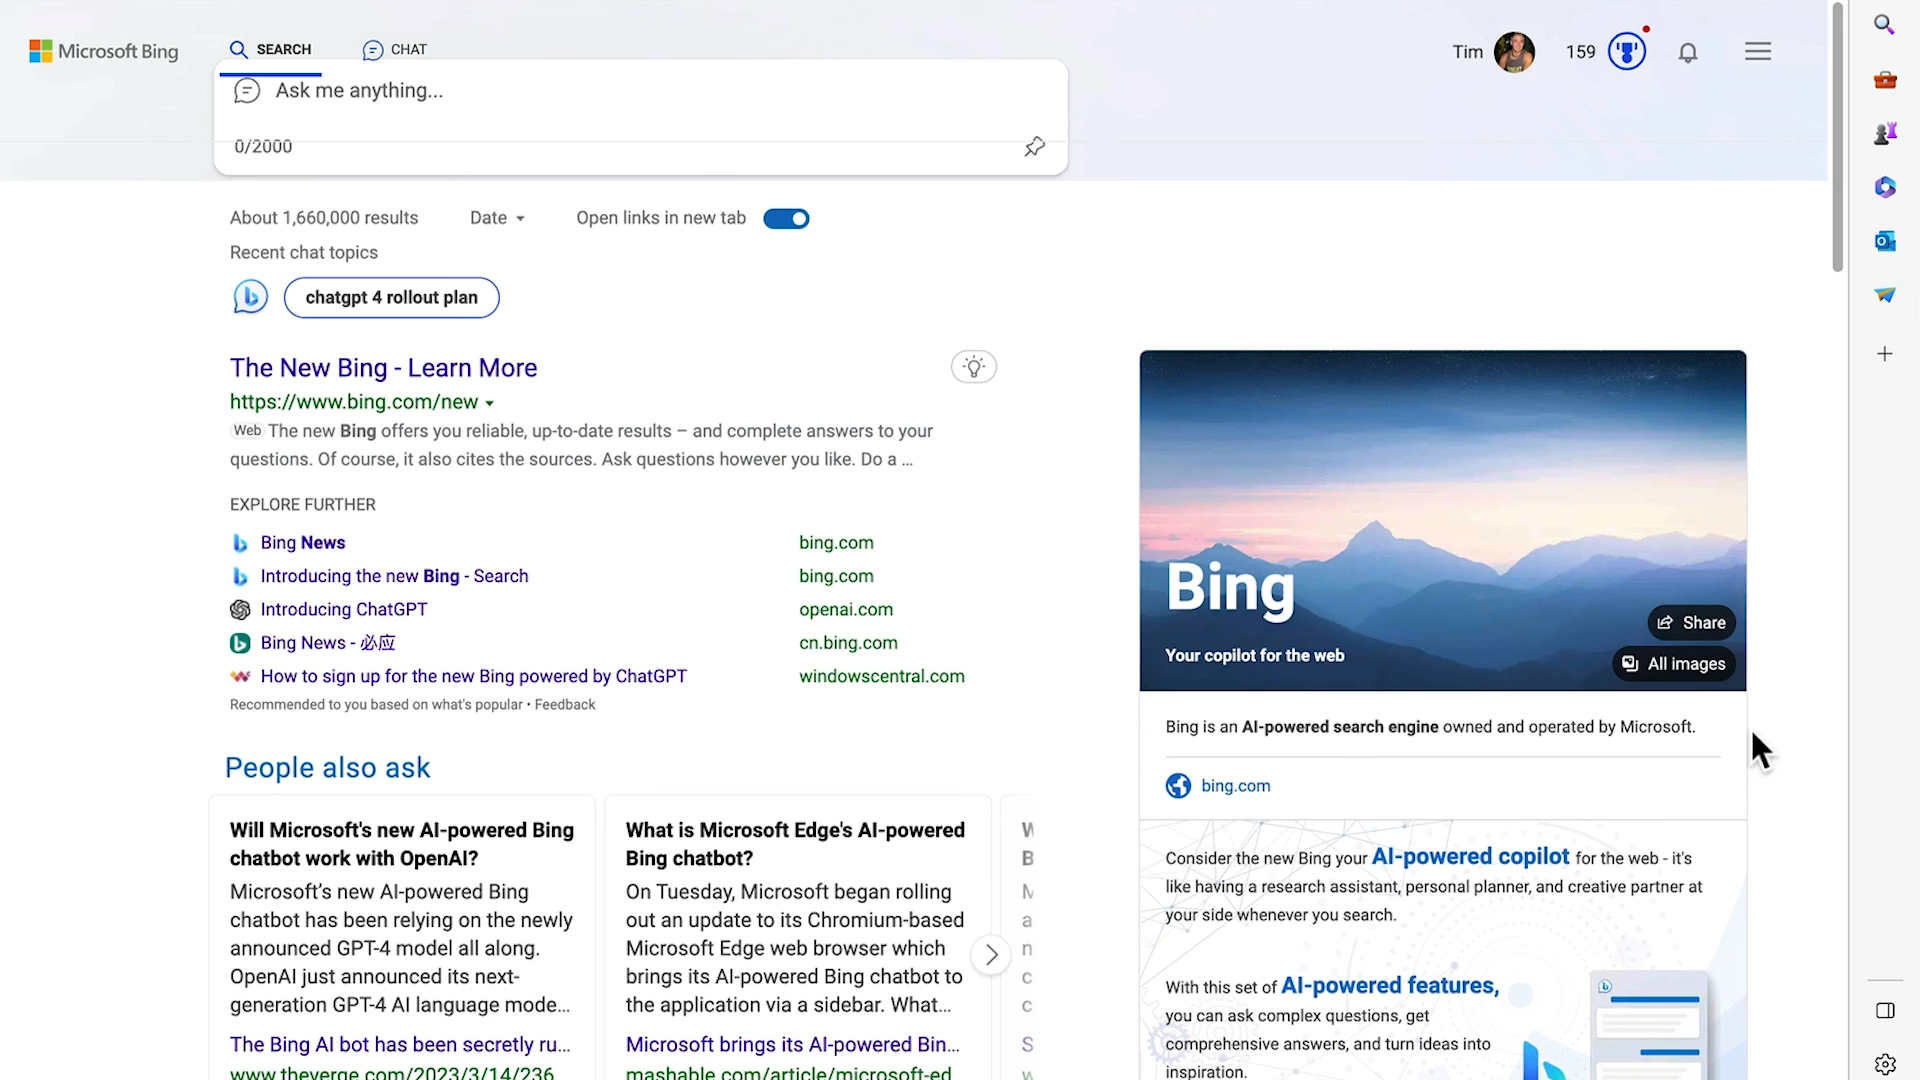 Microsoft Bing
SEARCH
CHAT
Tim
159
Ask me anything...
0/2000
About 1,660,000 results
Date
Open links in new tab
Recent chat topics
chatgpt 4 rollout plan
The New Bing - Learn More
https://www.bing.com/new
Web The new Bing offers you reliable, up-to-date results – and complete answers to your
questions. Of course, it also cites the sources. Ask questions however you like. Do a ...
EXPLORE FURTHER
Bing News bing.com
Introducing the new Bing - Search bing.com
Introducing ChatGPT openai.com
Bing News - 必应 cn.bing.com
How to sign up for the new Bing powered by ChatGPT windowscentral.com
Recommended to you based on what's popular • Feedback
People also ask
Will Microsoft's new AI-powered Bing
chatbot work with OpenAI?
Microsoft's new AI-powered Bing
chatbot has been relying on the newly
announced GPT-4 model all along.
OpenAI just announced its next-
generation GPT-4 AI language mode...
The Bing AI bot has been secretly ru...
www.theverge.com/2023/3/14/236
What is Microsoft Edge's AI-powered
Bing chatbot?
On Tuesday, Microsoft began rolling
out an update to its Chromium-based
Microsoft Edge web browser which
brings its AI-powered Bing chatbot to
the application via a sidebar. What...
Microsoft brings its AI-powered Bin...
mashable.com/article/microsoft-ed
Bing
Your copilot for the web
Share
All images
Bing is an AI-powered search engine owned and operated by Microsoft.
bing.com
Consider the new Bing your AI-powered copilot for the web - it's
like having a research assistant, personal planner, and creative partner at
your side whenever you search.
With this set of AI-powered features,
you can ask complex questions, get
comprehensive answers, and turn ideas into
inspiration.